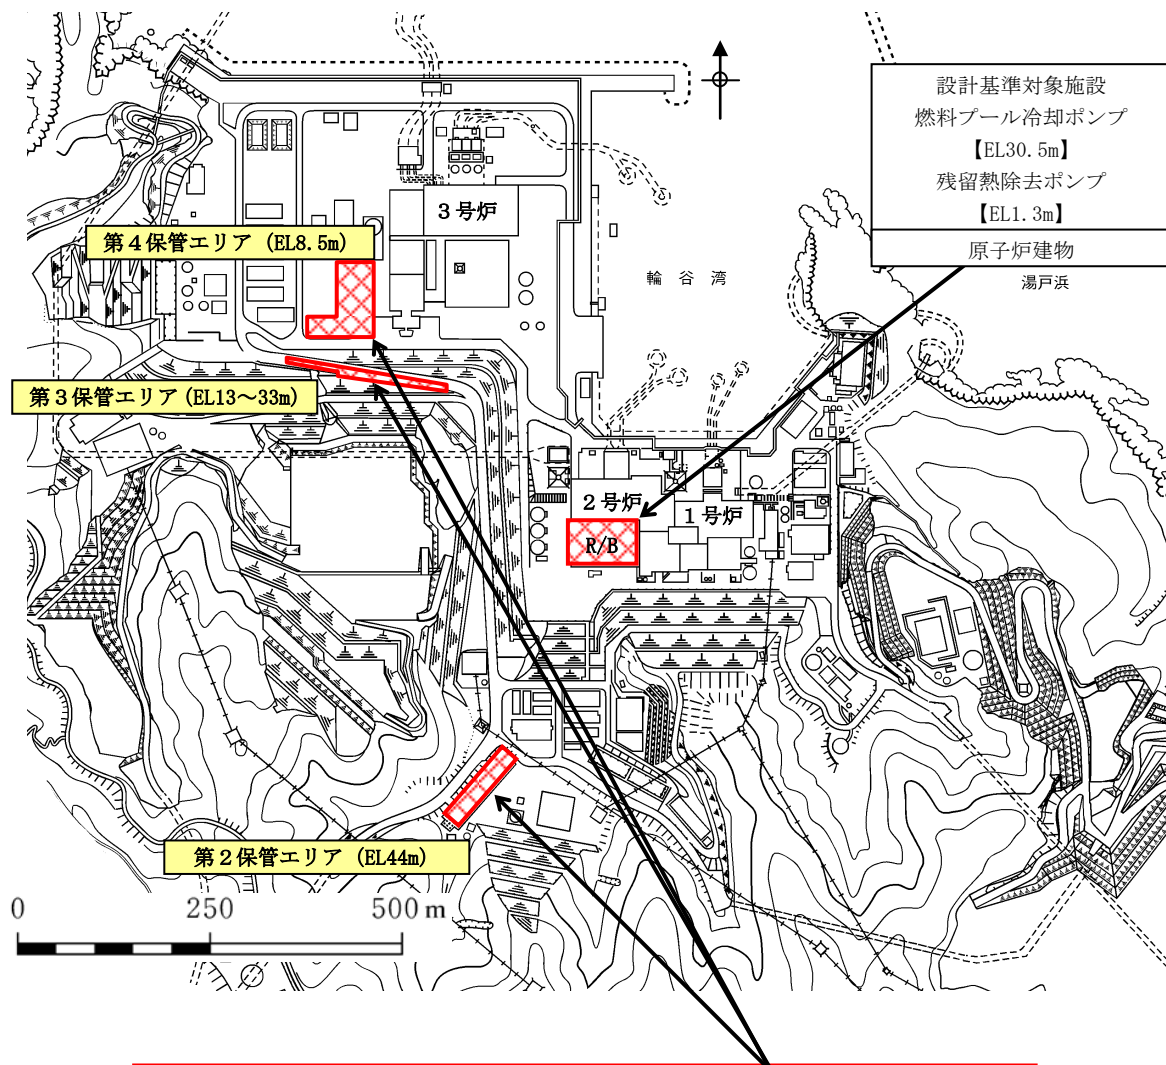 設計基準対象施設
燃料プール冷却ポンプ
【EL30.5m】
残留熱除去ポンプ
【EL1.3m】
原子炉建物
3号炉
第4保管エリア (EL8.5m)
輪谷湾
湯戸浜
第3保管エリア(EL13～33m)
2号炉
1号炉
R/B
第2保管エリア (EL44m)
0 250 500m